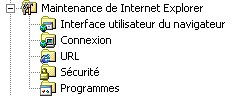 Maintenance de Internet Explorer
Interface utilisateur du navigateur
Connexion
URL
Sécurité
Programmes